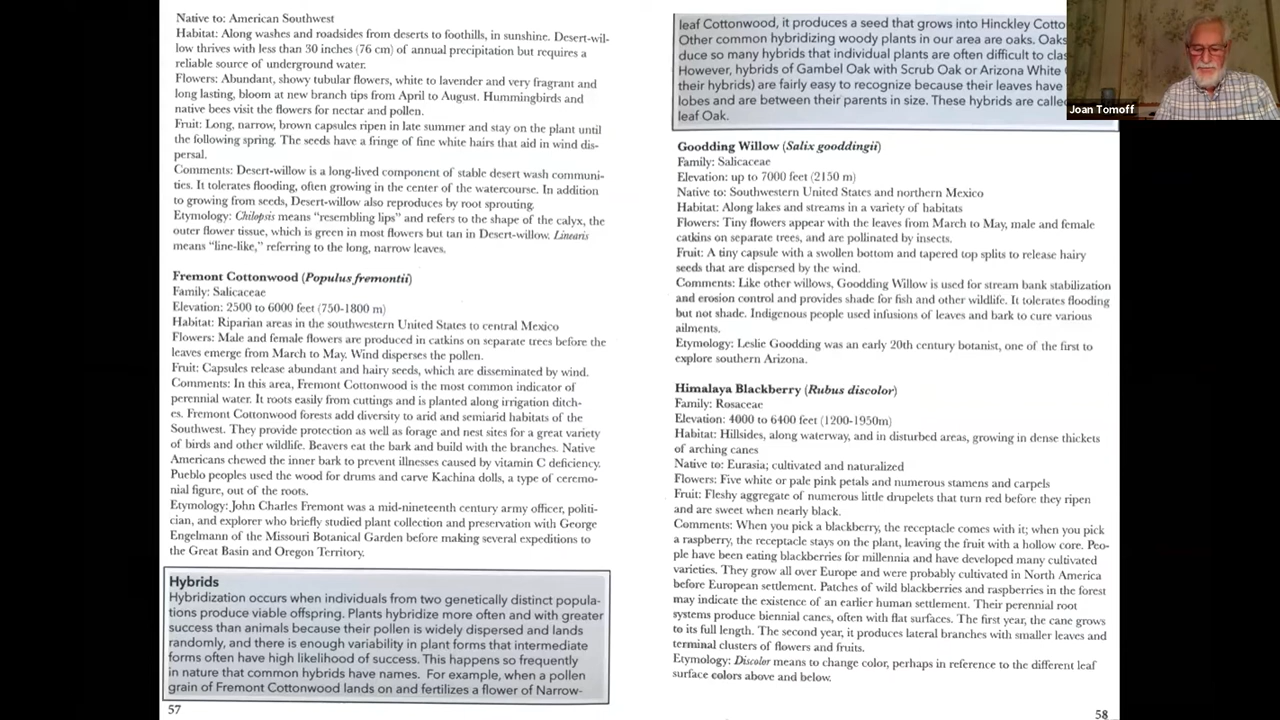 Native to: American Southwest
Habitat: Along washes and roadsides from deserts to foothills, in sunshine. Desert-wil-
low thrives with less than 30 inches (76 cm) of annual precipitation but requires a
reliable source of underground water.
Flowers: Abundant, showy tubular flowers, white to lavender and very fragrant and
long lasting, bloom at new branch tips from April to August. Hummingbirds and
native bees visit the flowers for nectar and pollen.
Fruit: Long, narrow, brown capsules ripen in late summer and stay on the plant until
the following spring. The seeds have a fringe of fine white hairs that aid in wind dis-
persal.
Comments: Desert-willow is a long-lived component of stable desert wash communi-
ties. It tolerates flooding, often growing in the center of the watercourse. In addition
to growing from seeds, Desert-willow also reproduces by root sprouting.
Etymology: Chilopsis means “resembling lips” and refers to the shape of the calyx, the
outer flower tissue, which is green in most flowers but tan in Desert-willow. Linearis
means “line-like,” referring to the long, narrow leaves.
Fremont Cottonwood (Populus fremontii)
Family: Salicaceae
Elevation: 2500 to 6000 feet (750-1800 m)
Habitat: Riparian areas in the southwestern United States to central Mexico
Flowers: Male and female flowers are produced in catkins on separate trees before the
leaves emerge from March to May. Wind disperses the pollen.
Fruit: Capsules release abundant and hairy seeds, which are disseminated by wind.
Comments: In this area, Fremont Cottonwood is the most common indicator of
perennial water. It roots easily from cuttings and is planted along irrigation ditch-
es. Fremont Cottonwood forests add diversity to arid and semiarid habitats of the
Southwest. They provide protection as well as forage and nest sites for a great variety
of birds and other wildlife. Beavers eat the bark and build with the branches. Native
Americans chewed the inner bark to prevent illnesses caused by vitamin C deficiency.
Pueblo peoples used the wood for drums and carve Kachina dolls, a type of ceremo-
nial figure, out of the roots.
Etymology: John Charles Fremont was a mid-nineteenth century army officer, politi-
cian, and explorer who briefly studied plant collection and preservation with George
Engelmann of the Missouri Botanical Garden before making several expeditions to
the Great Basin and Oregon Territory.
Hybrids
Hybridization occurs when individuals from two genetically distinct popula-
tions produce viable offspring. Plants hybridize more often and with greater
success than animals because their pollen is widely dispersed and lands
randomly, and there is enough variability in plant forms that intermediate
forms often have high likelihood of success. This happens so frequently
in nature that common hybrids have names. For example, when a pollen
grain of Fremont Cottonwood lands on and fertilizes a flower of Narrow-
57
leaf Cottonwood, it produces a seed that grows into Hinckley Cotto
Other common hybridizing woody plants in our area are oaks. Oaks
duce so many hybrids that individual plants are often difficult to clas
However, hybrids of Gambel Oak with Scrub Oak or Arizona White
their hybrids) are fairly easy to recognize because their leaves have
lobes and are between their parents in size. These hybrids are calle
leaf Oak.
Goodding Willow (Salix gooddingii)
Family: Salicaceae
Elevation: up to 7000 feet (2150 m)
Native to: Southwestern United States and northern Mexico
Habitat: Along lakes and streams in a variety of habitats
Flowers: Tiny flowers appear with the leaves from March to May, male and female
catkins on separate trees, and are pollinated by insects.
Fruit: A tiny capsule with a swollen bottom and tapered top splits to release hairy
seeds that are dispersed by the wind.
Comments: Like other willows, Goodding Willow is used for stream bank stabilization
and erosion control and provides shade for fish and other wildlife. It tolerates flooding
but not shade. Indigenous people used infusions of leaves and bark to cure various
ailments.
Etymology: Leslie Goodding was an early 20th century botanist, one of the first to
explore southern Arizona.
Himalaya Blackberry (Rubus discolor)
Family: Rosaceae
Elevation: 4000 to 6400 feet (1200-1950m)
Habitat: Hillsides, along waterway, and in disturbed areas, growing in dense thickets
of arching canes
Native to: Eurasia; cultivated and naturalized
Flowers: Five white or pale pink petals and numerous stamens and carpels
Fruit: Fleshy aggregate of numerous little drupelets that turn red before they ripen
and are sweet when nearly black.
Comments: When you pick a blackberry, the receptacle comes with it; when you pick
a raspberry, the receptacle stays on the plant, leaving the fruit with a hollow core. Peo-
ple have been eating blackberries for millennia and have developed many cultivated
varieties. They grow all over Europe and were probably cultivated in North America
before European settlement. Patches of wild blackberries and raspberries in the forest
may indicate the existence of an earlier human settlement. Their perennial root
systems produce biennial canes, often with flat surfaces. The first year, the cane grows
to its full length. The second year, it produces lateral branches with smaller leaves and
terminal clusters of flowers and fruits.
Etymology: Discolor means to change color, perhaps in reference to the different leaf
surface colors above and below.
58
Joan Tomoff